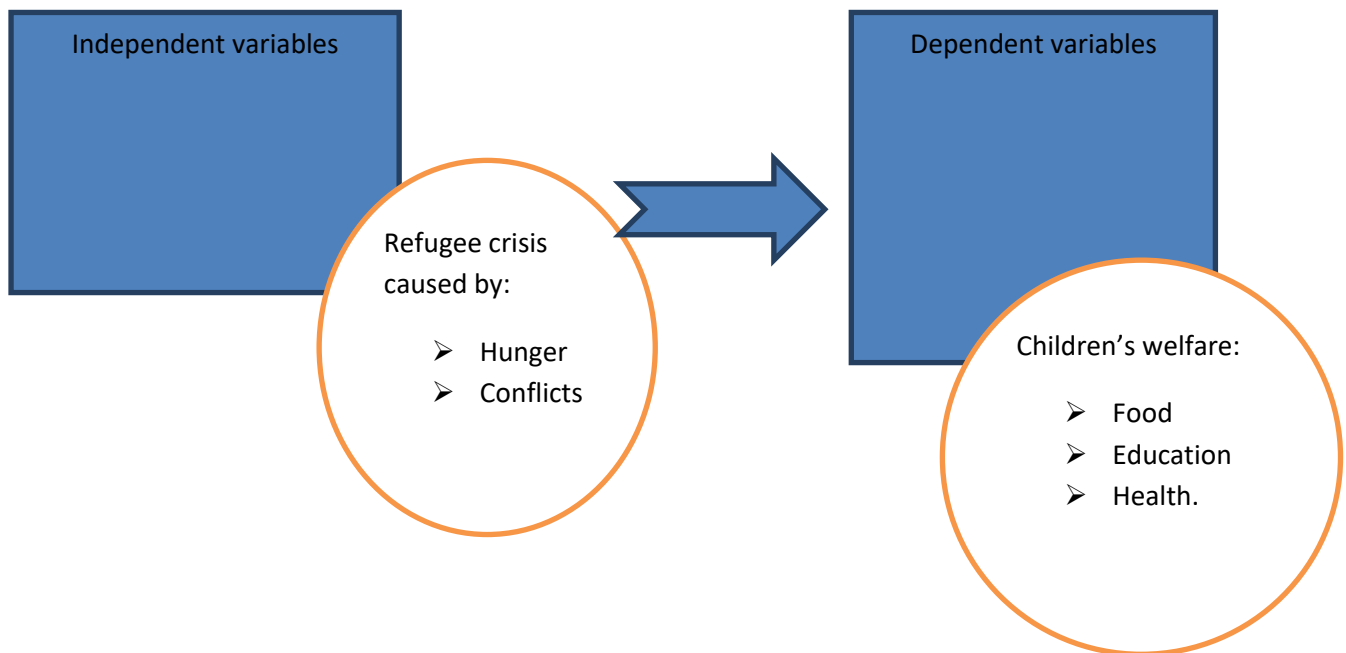 Independent variables
Refugee crisis
caused by:
➢ Hunger
➢ Conflicts
Dependent variables
Children’s welfare:
➢ Food
➢ Education
➢ Health.